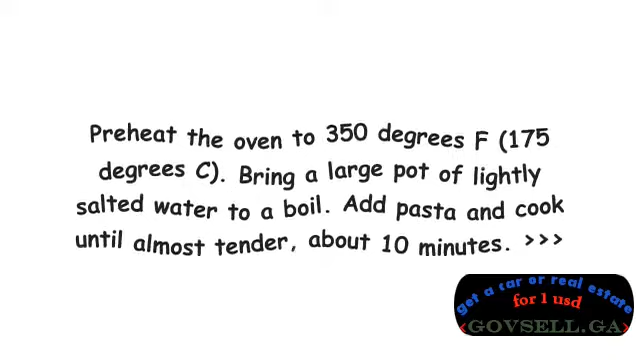 Preheat the oven to 350 degrees F (175
degrees C). Bring a large pot of lightly
salted water to a boil. Add pasta and cook
until almost tender, about 10 minutes. >>>
get a car or real estate
for 1 usd
<GOVSELL.GA>